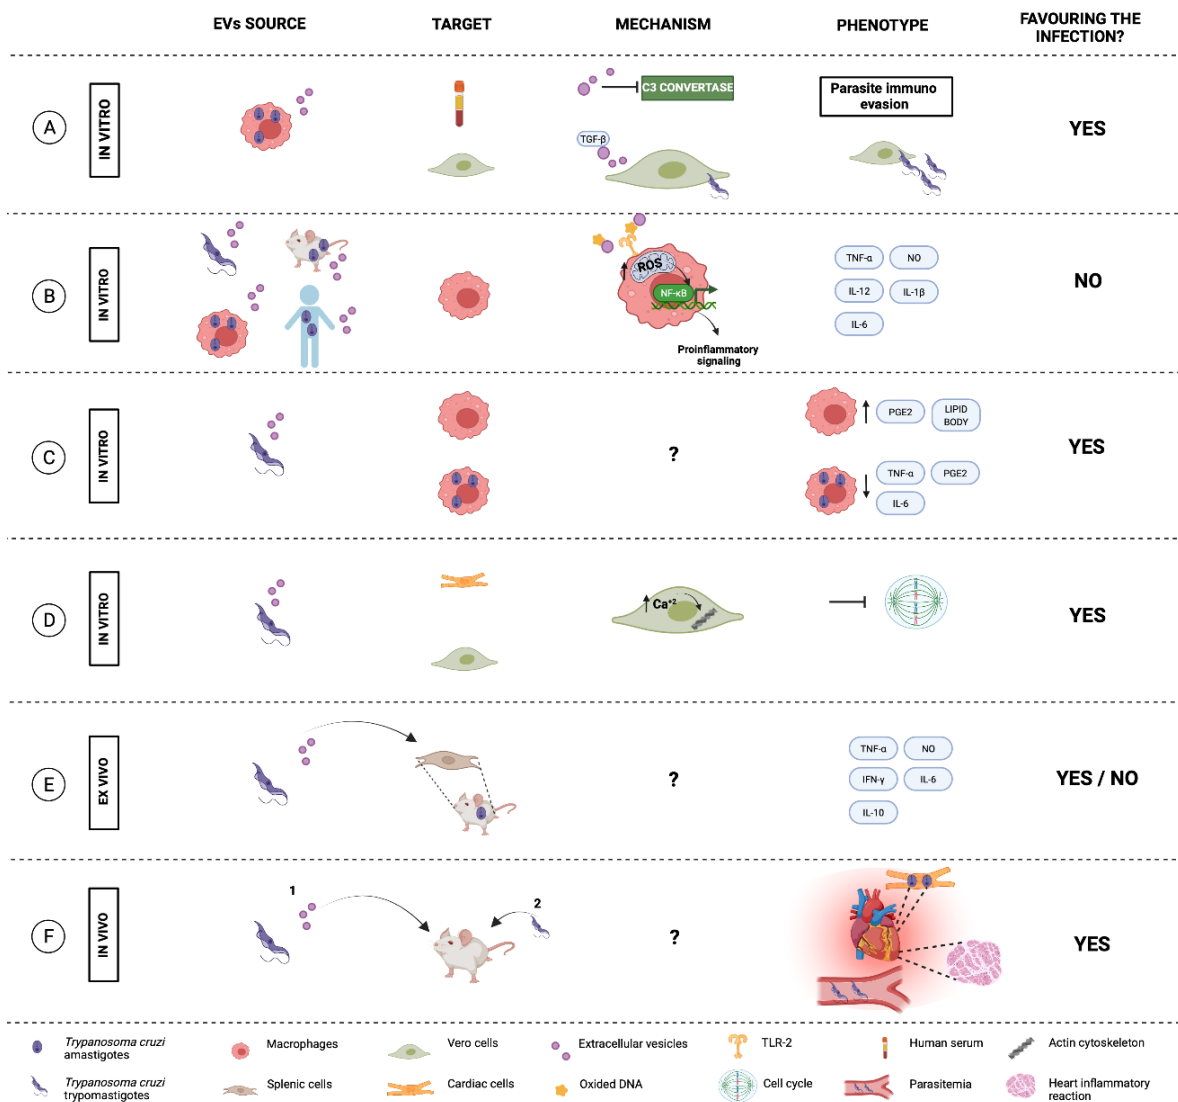 EVs SOURCE
TARGET
MECHANISM
PHENOTYPE
FAVOURING THE
INFECTION?
A
IN VITRO
C3 CONVERTASE
TGF-β
Parasite immuno
evasion
YES
B
IN VITRO
ROS
NF-κB
Proinflammatory
signaling
TNF-α
NO
IL-12
IL-1β
IL-6
NO
C
IN VITRO
?
PGE2
LIPID
BODY
TNF-α
PGE2
IL-6
YES
D
IN VITRO
Ca⁺²
YES
E
EX VIVO
?
TNF-α
NO
IFN-γ
IL-6
IL-10
YES / NO
F
IN VIVO
1
2
?
YES
Trypanosoma cruzi
amastigotes
Macrophages
Vero cells
Extracellular vesicles
TLR-2
Human serum
Actin cytoskeleton
Trypanosoma cruzi
trypomastigotes
Splenic cells
Cardiac cells
Oxided DNA
Cell cycle
Parasitemia
Heart inflammatory
reaction